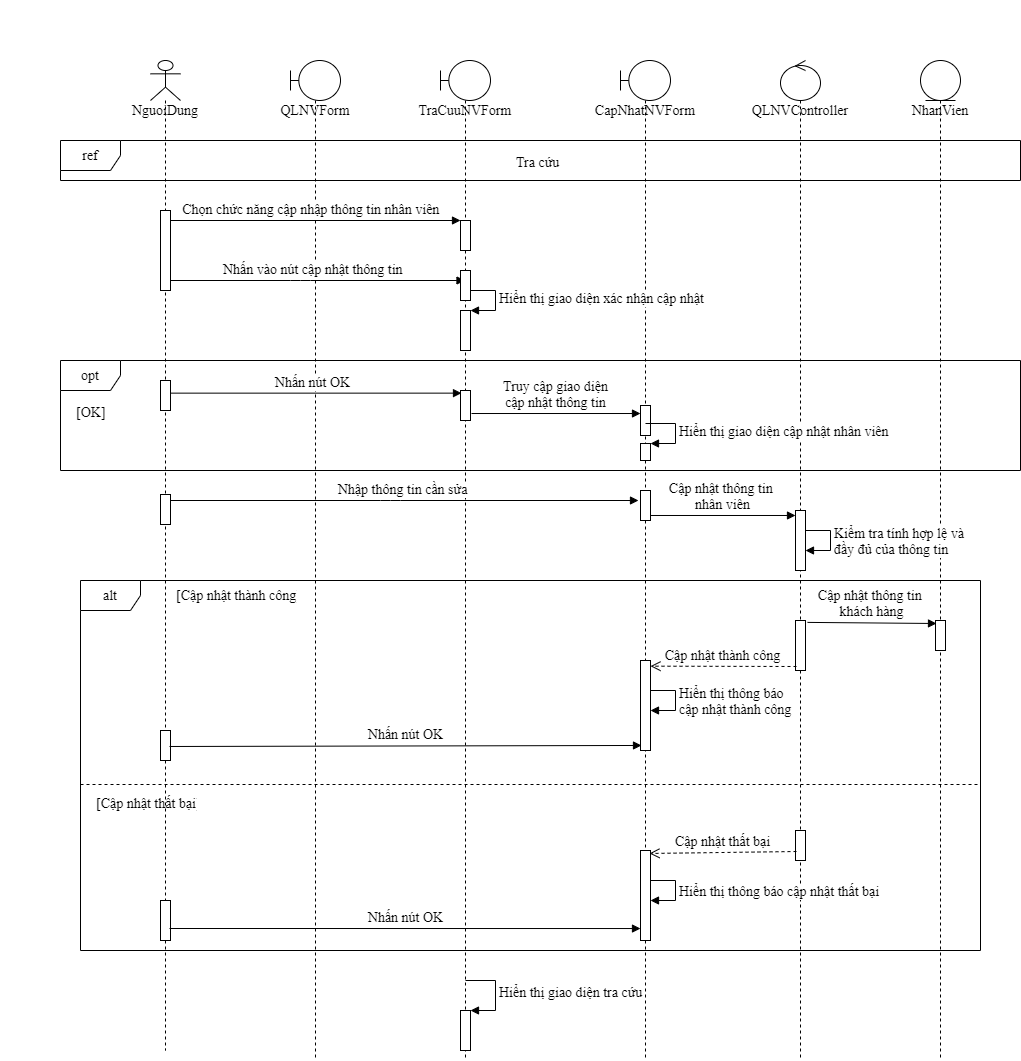 NguoiDung
QLNVForm
TraCuuNVForm
CapNhatNVForm
QLNVController
NhanVien
ref
Tra cứu
Chọn chức năng cập nhập thông tin nhân viên
Nhấn vào nút cập nhật thông tin
Hiển thị giao diện xác nhận cập nhật
opt
[OK]
Nhấn nút OK
Truy cập giao diện
cập nhật thông tin
Hiển thị giao diện cập nhật nhân viên
Nhập thông tin cần sửa
Cập nhật thông tin
nhân viên
Kiểm tra tính hợp lệ và
đầy đủ của thông tin
alt
[Cập nhật thành công
Cập nhật thông tin
khách hàng
Cập nhật thành công
Hiển thị thông báo
cập nhật thành công
Nhấn nút OK
[Cập nhật thất bại
Cập nhật thất bại
Hiển thị thông báo cập nhật thất bại
Nhấn nút OK
Hiển thị giao diện tra cứu